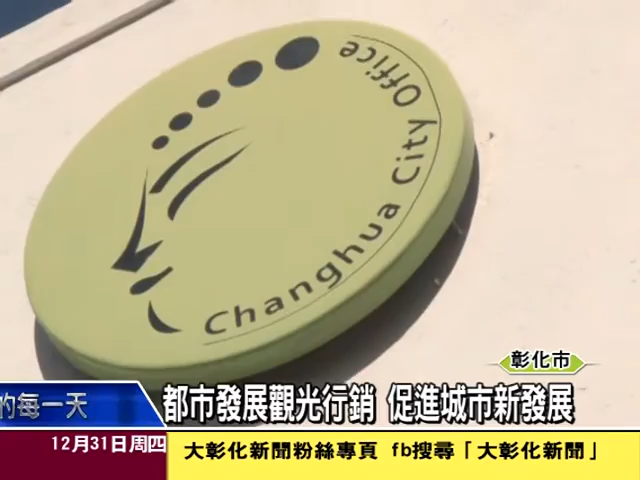 Changhua City Office
彰化市
的每一天
都市發展觀光行銷 促進城市新發展
12月31日周四
大彰化新聞粉絲專頁 fb搜尋「大彰化新聞」